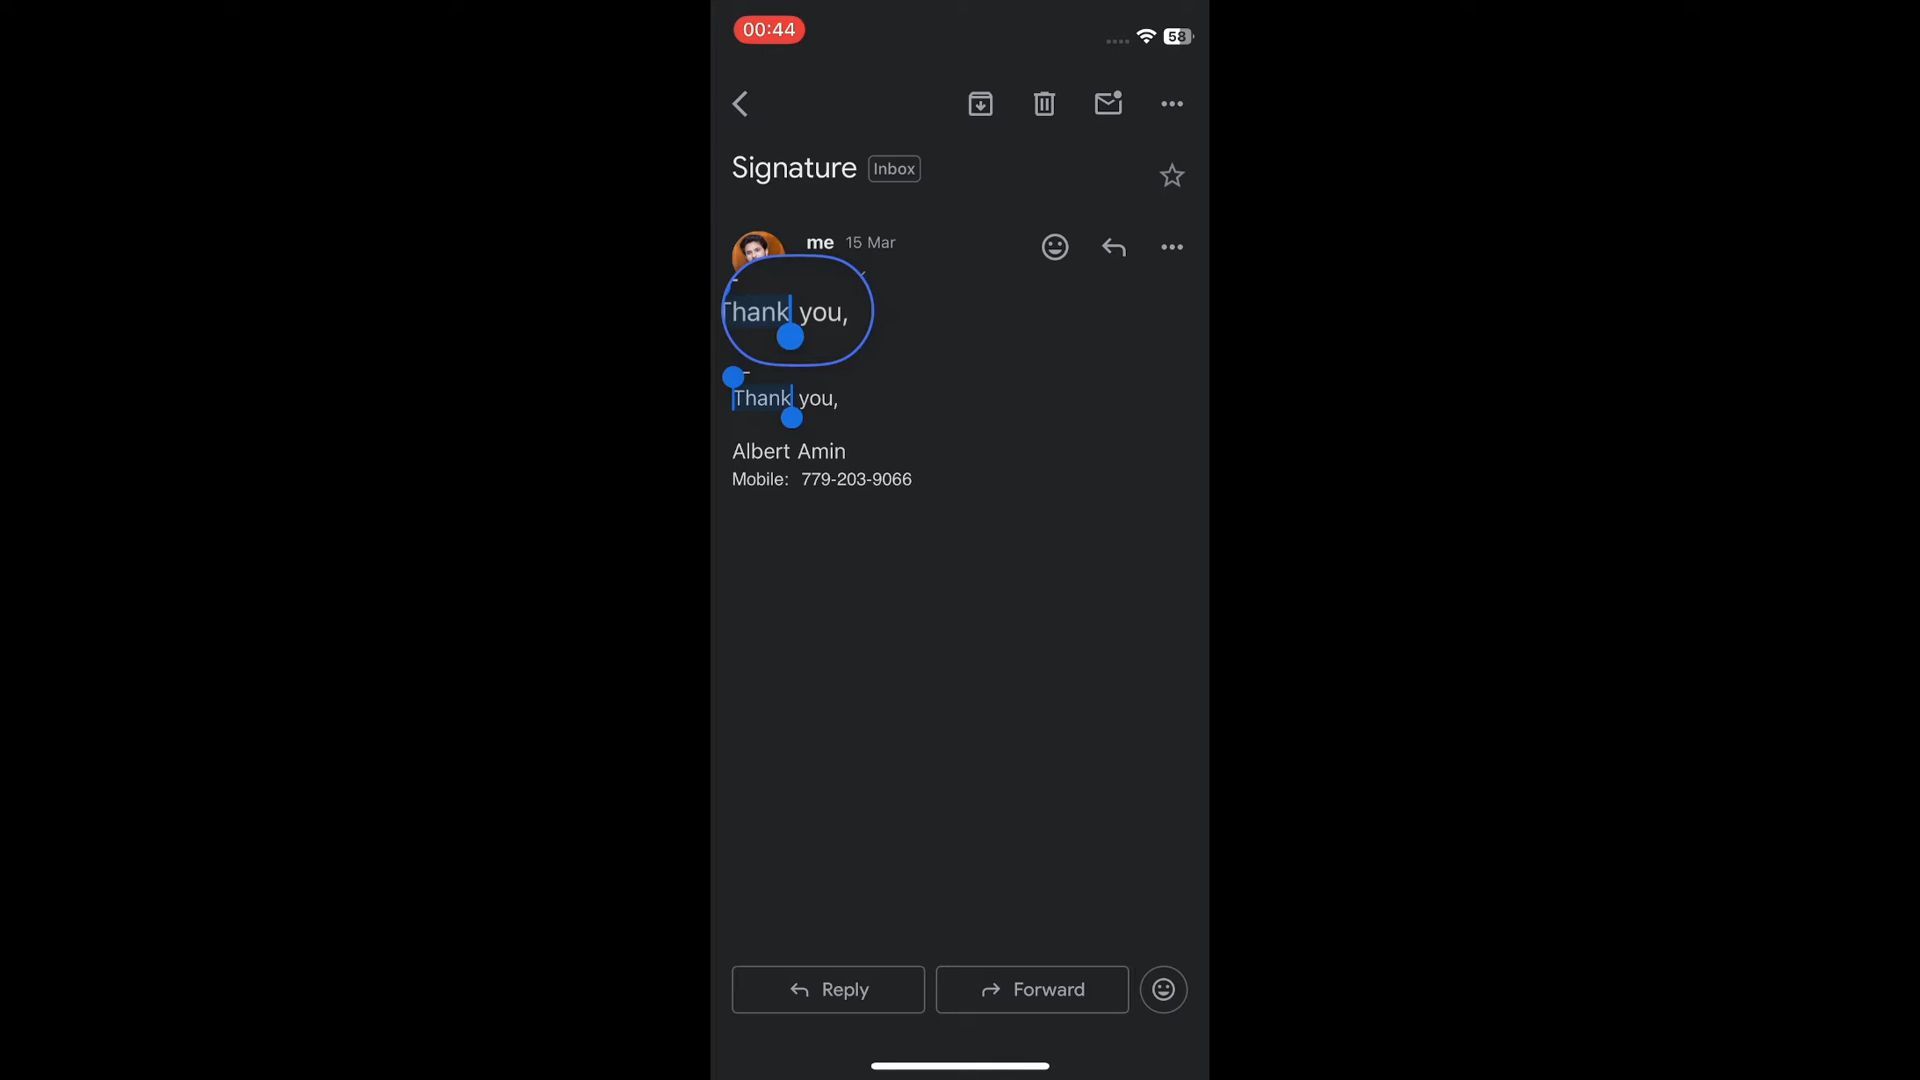 00:44
58
Signature Inbox
me 15 Mar
Thank you,
Thank you,
Albert Amin
Mobile: 779-203-9066
Reply Forward